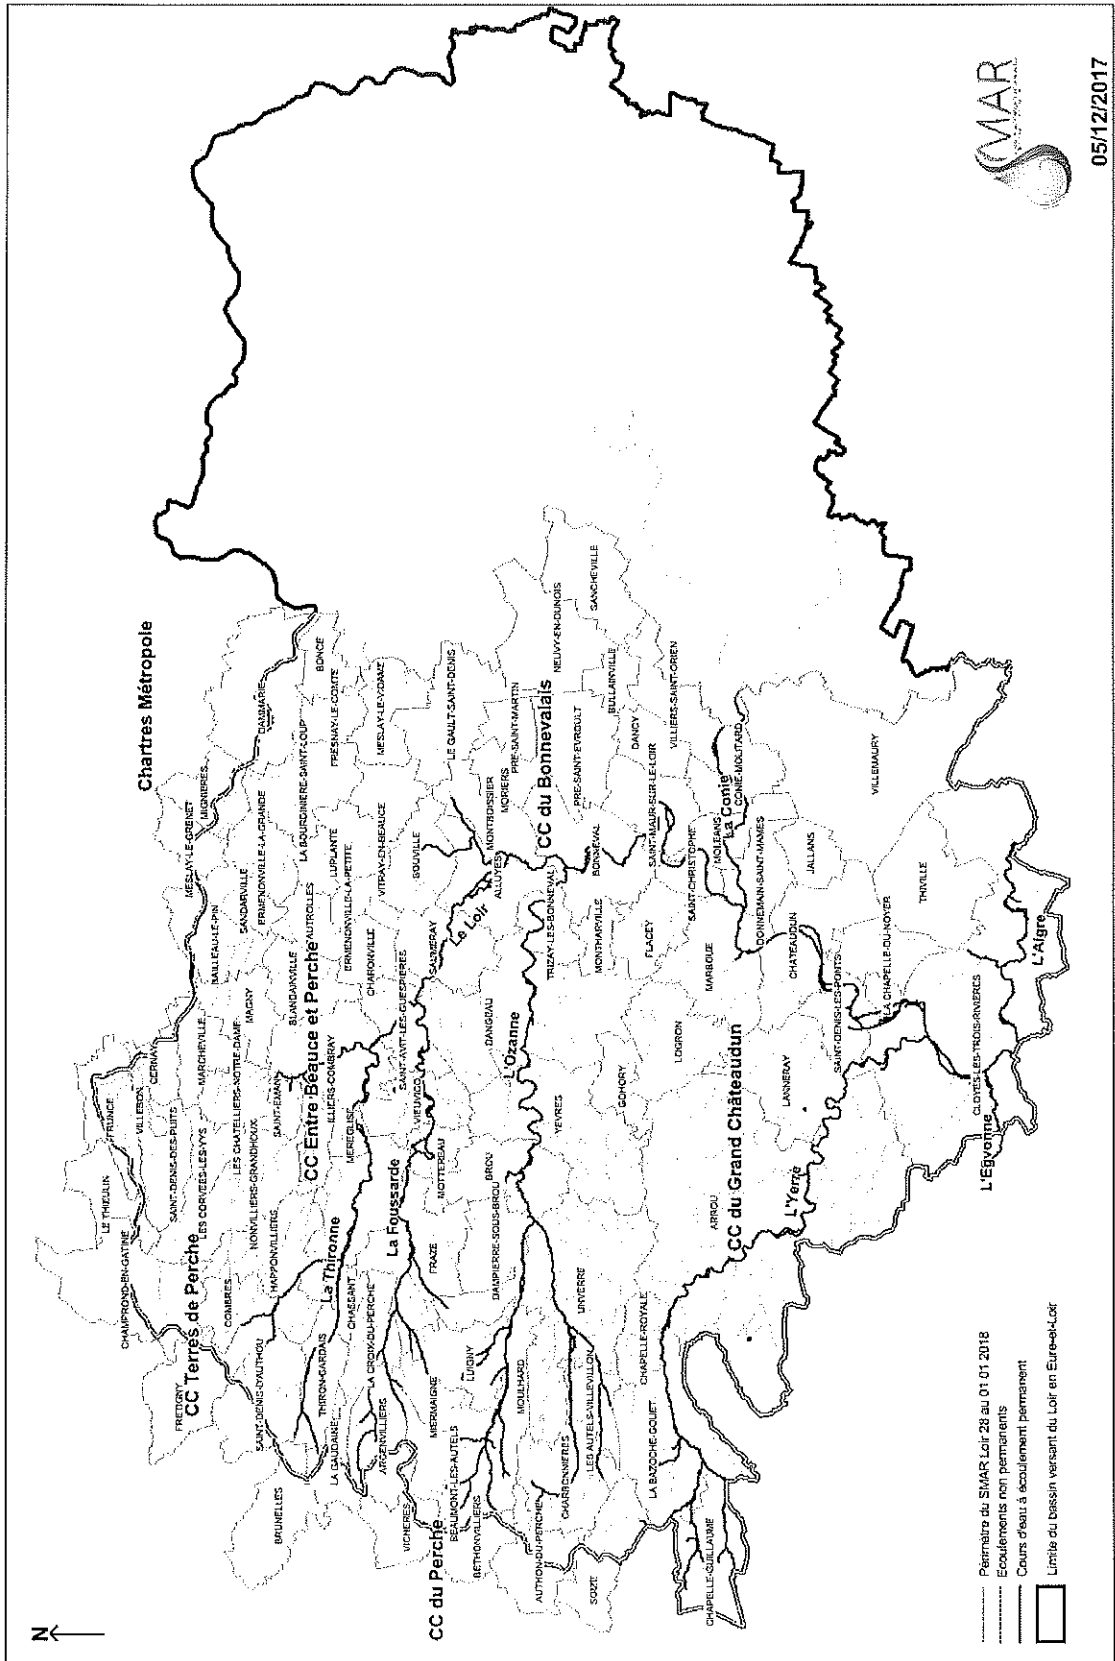 N
Chartres Métropole
CHAMPROND-EN-GATINE
LE THIEULIN
FRUNCE
VILLEBON
CERNAY
SAINT-DENIS-DES-PUITS
MARCHEVILLE
BAILLEAU-LE-PIN
MESLAY-LE-GRENET
MIGNIERES
DAMMARIE
FRETIGNY
CC Terres de Perche
COMBRES
LES CORVEES-LES-YYS
LES CHATELLIERS-NOTRE-DAME
MAGNY
SANDARVILLE
ERMENONVILLE-LA-GRANDE
LA BOURDINIERE-SAINT-LOUP
FRESNAY-LE-COMTE
BONCE
SAINT-DENIS-D'AUTHOU
HAPPONVILLIERS
NONVILLIERS-GRANDHOUX
SAINT-EMAN
BLANDAINVILLE
CC Entre Beauce et Perche
LUPLANTE
MESLAY-LE-VIDAME
BRUNELLES
LA GAUDAINE
THIRON-GARDAIS
La Thironne
CHASSANT
MEREGLISE
ILLIERS-COMBRAY
ERMENONVILLE-LA-PETITE
CHARONVILLE
VITRAY-EN-BEAUCE
BOUVILLE
LE GAULT-SAINT-DENIS
ARGENVILLIERS
LA CROIX-DU-PERCHE
La Foussarde
VIEUVICQ
SAINT-AVIT-LES-GUESPIERES
SAUMERAY
Le Loir
ALLUYES
MONTBOISSIER
MORIERS
PRE-SAINT-MARTIN
VICHERES
MIERMAIGNE
FRAZE
MOTTEREAU
CC du Perche
BEAUMONT-LES-AUTELS
LUIGNY
DAMPIERRE-SOUS-BROU
BROU
DANGEAU
L'Ozanne
TRIZAY-LES-BONNEVAL
CC du Bonnevalais
NEUVY-EN-DUNOIS
SANCHEVILLE
BETHONVILLIERS
MOULHARD
YEVRES
MONTHARVILLE
BONNEVAL
PRE-SAINT-EVROULT
BULLAINVILLE
AUTHON-DU-PERCHE
CHARBONNIERES
UNVERRE
GOHORY
FLACEY
SAINT-MAUR-SUR-LE-LOIR
DANCY
SOIZE
LES AUTELS-VILLEVILLON
CHAPELLE-ROYALE
LOGRON
MARBOUE
SAINT-CHRISTOPHE
MOLEANS
VILLIERS-SAINT-ORIEN
LA BAZOCHE-GOUET
ARROU
CC du Grand Châteaudun
La Conie
CONIE-MOLITARD
DONNEMAIN-SAINT-MAMES
CHAPELLE-GUILLAUME
L'Yerre
LANNERAY
CHATEAUDUN
JALLANS
SAINT-DENIS-LES-PONTS
LA CHAPELLE-DU-NOYER
VILLEMAURY
THIVILLE
CLOYES-LES-TROIS-RIVIERES
L'Egvonne
L'Aigre
Périmètre du SMAR Loir 28 au 01 01 2018
Ecoulements non permanents
Cours d'eau à écoulement permanent
Limite du bassin versant du Loir en Eure-et-Loir
SMAR
05/12/2017